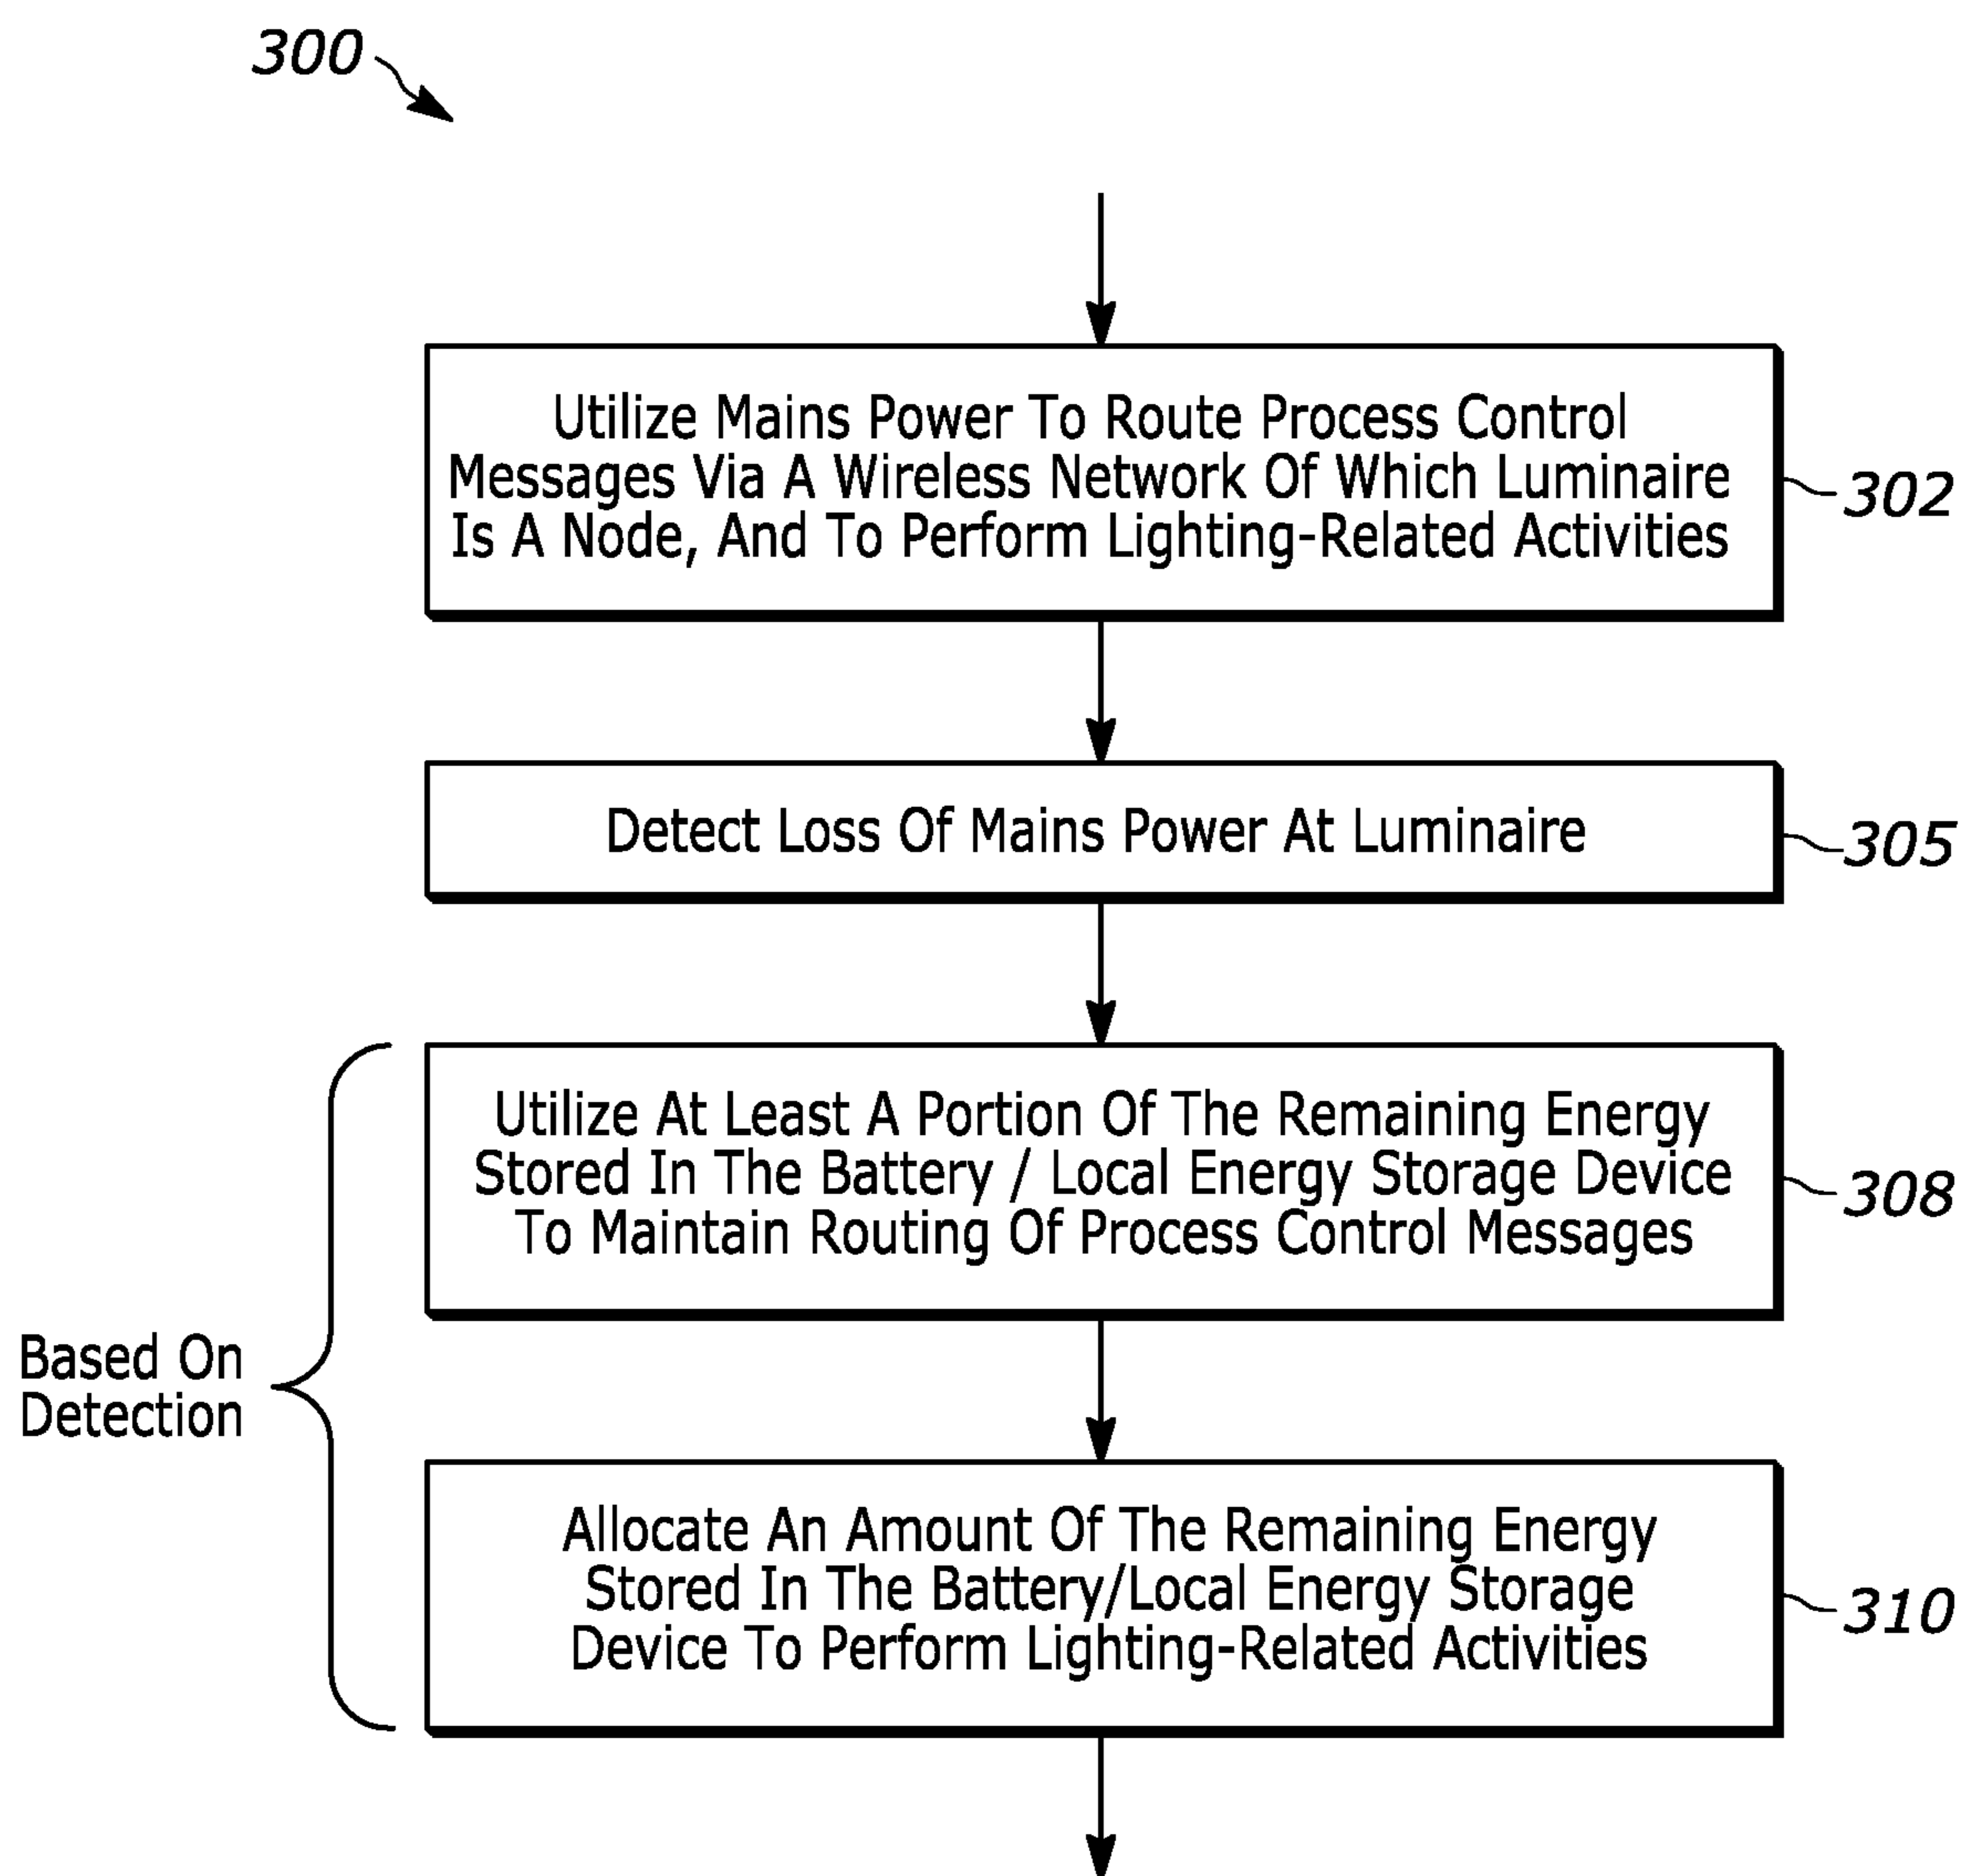 300
Utilize Mains Power To Route Process Control
Messages Via A Wireless Network Of Which Luminaire
Is A Node, And To Perform Lighting-Related Activities
302
Detect Loss Of Mains Power At Luminaire
305
Utilize At Least A Portion Of The Remaining Energy
Stored In The Battery / Local Energy Storage Device
To Maintain Routing Of Process Control Messages
308
Based On
Detection
Allocate An Amount Of The Remaining Energy
Stored In The Battery/Local Energy Storage
Device To Perform Lighting-Related Activities
310